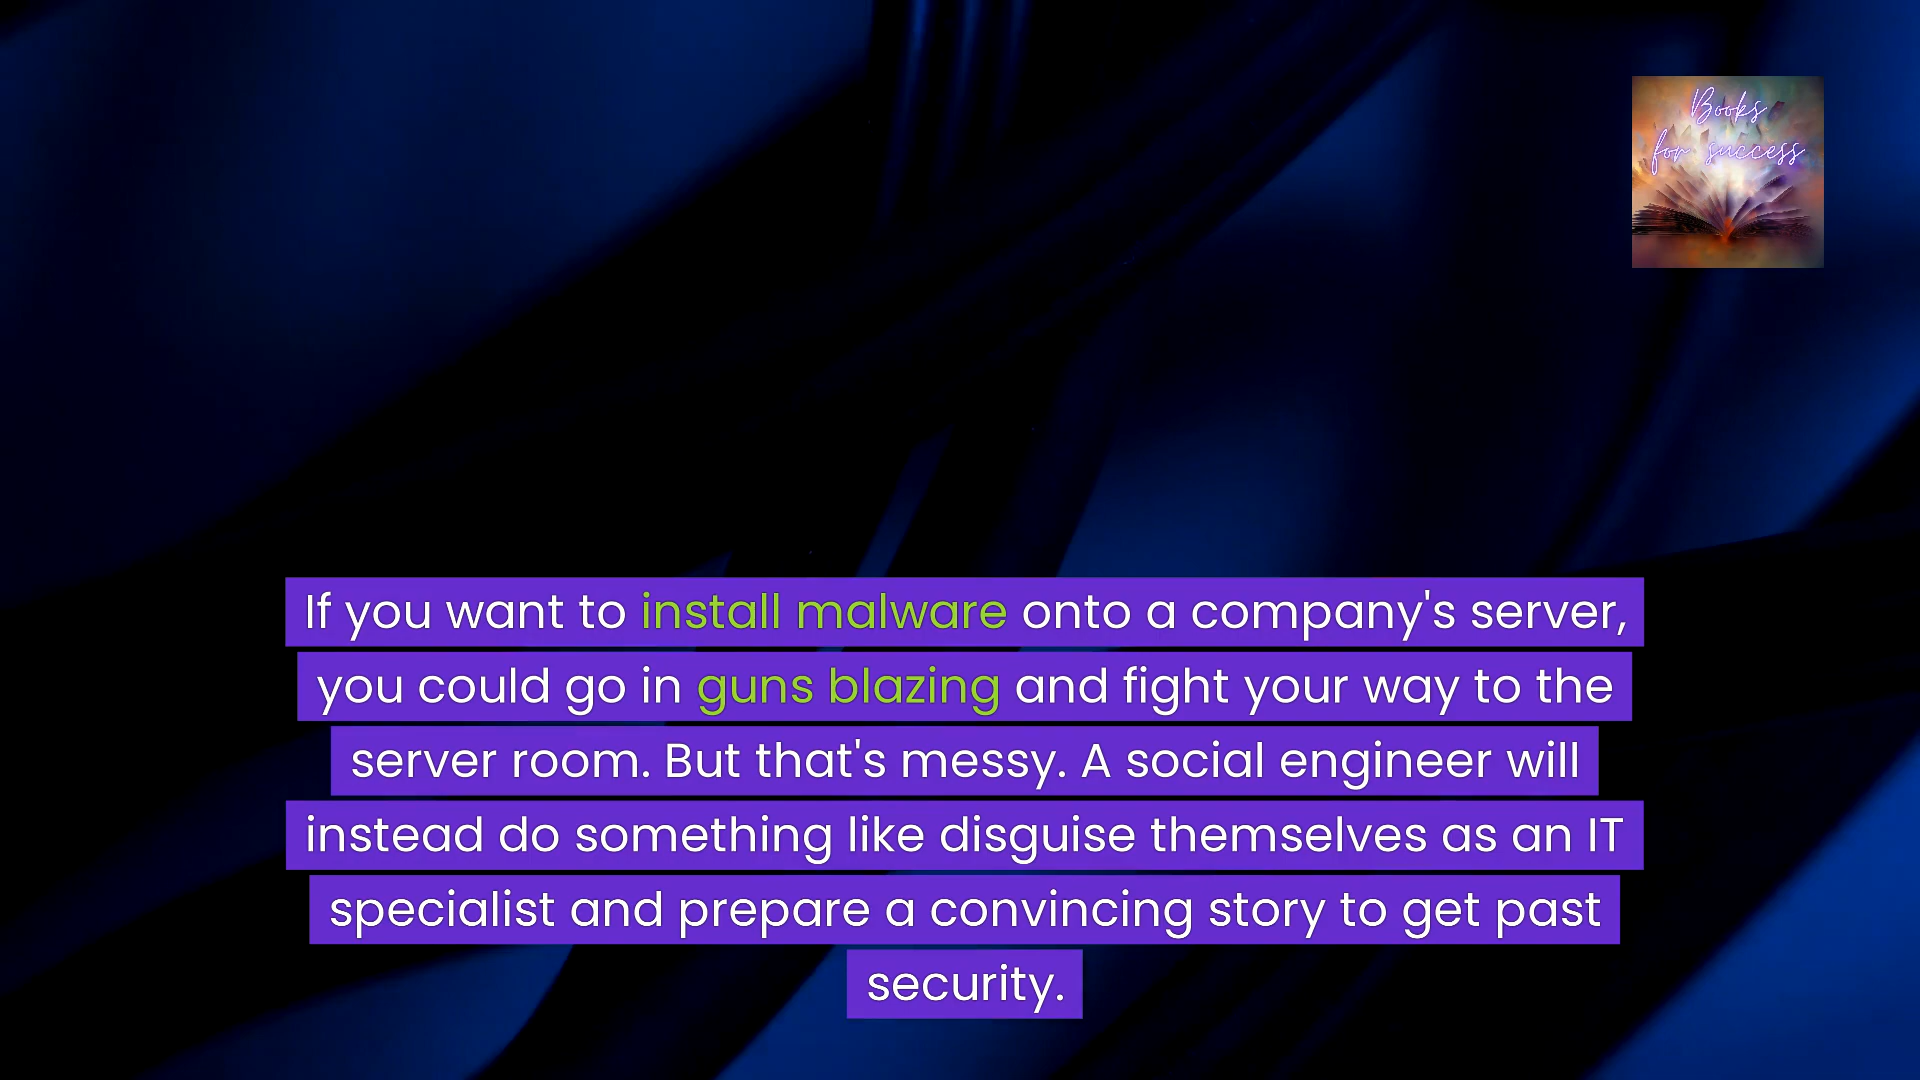 Books
for success
If you want to install malware onto a company's server,
you could go in guns blazing and fight your way to the
server room. But that's messy. A social engineer will
instead do something like disguise themselves as an IT
specialist and prepare a convincing story to get past
security.